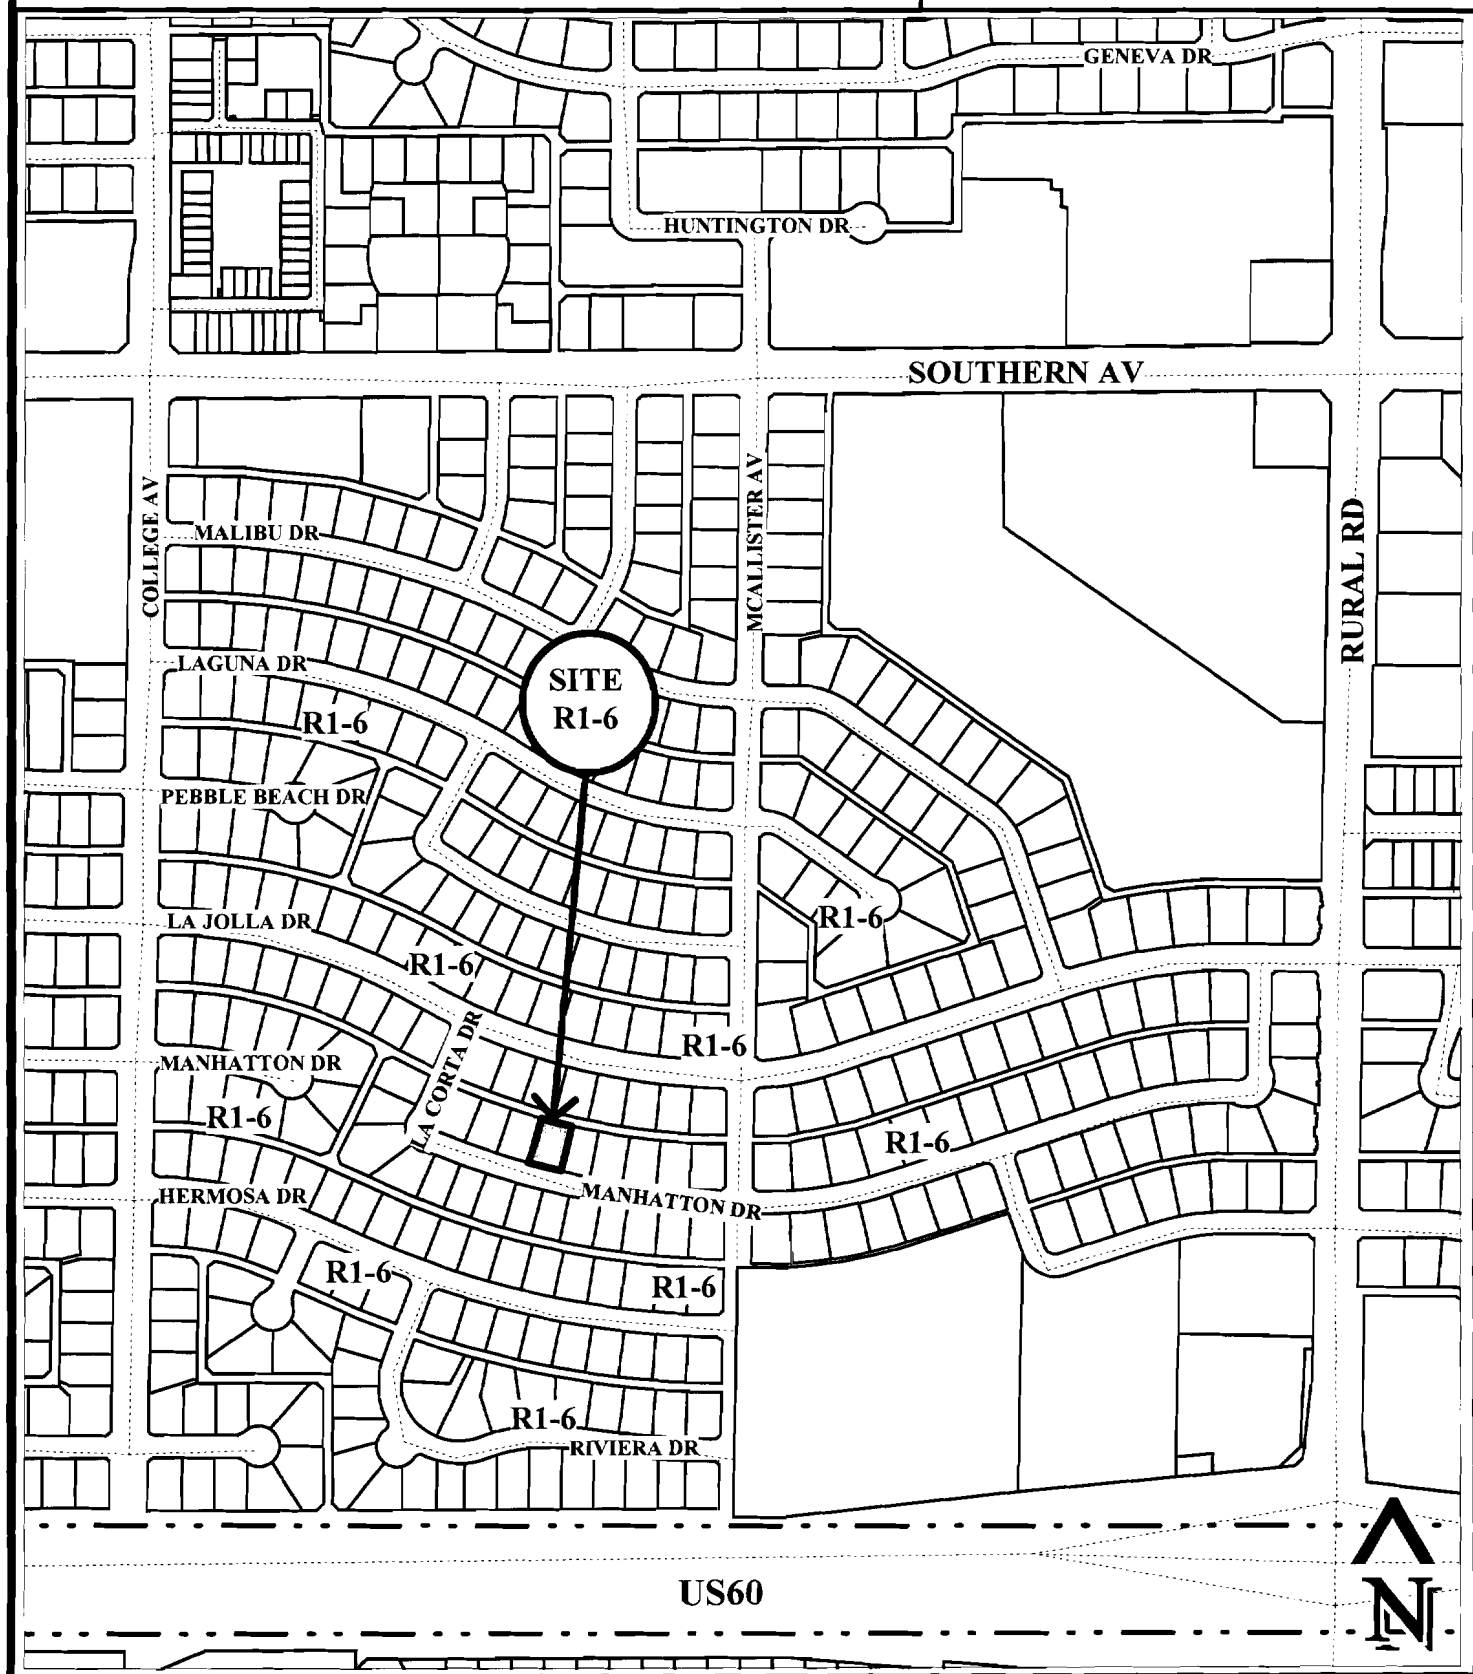 GENEVA DR
HUNTINGTON DR
SOUTHERN AV
COLLEGE AV
MALIBU DR
MCALLISTER AV
RURAL RD
SITE
R1-6
LAGUNA DR
R1-6
PEBBLE BEACH DR
R1-6
LA JOLLA DR
R1-6
R1-6
LA CORTA DR
MANHATTON DR
R1-6
R1-6
MANHATTON DR
HERMOSA DR
R1-6
R1-6
R1-6
RIVIERA DR
US60
N